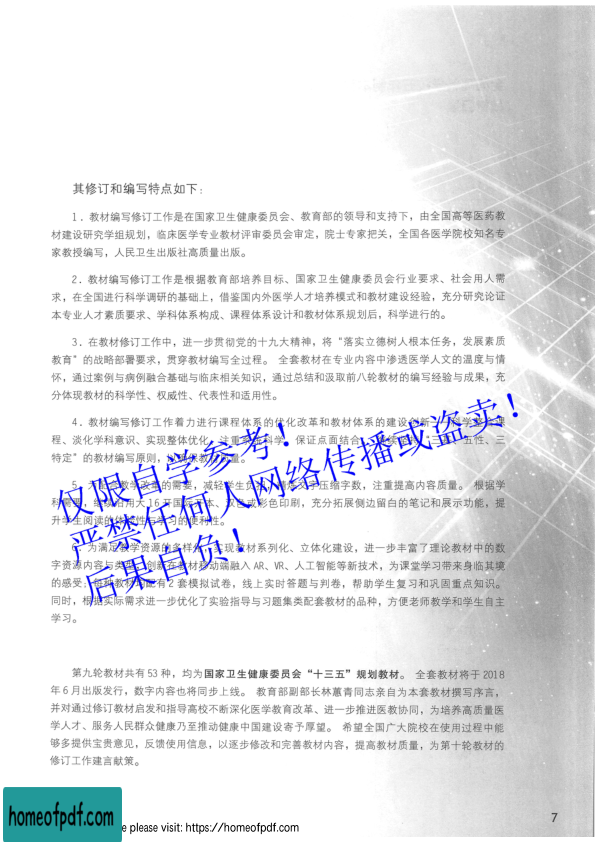 其修订和编写特点如下：
1．教材编写修订工作是在国家卫生健康委员会、教育部的领导和支持下，由全国高等医药教
材建设研究学组规划，临床医学专业教材评审委员会审定，院士专家把关，全国各医学院校知名专
家教授编写，人民卫生出版社高质量出版。
2．教材编写修订工作是根据教育部培养目标、国家卫生健康委员会行业要求、社会用人需
求，在全国进行科学调研的基础上，借鉴国内外医学人才培养模式和教材建设经验，充分研究论证
本专业人才素质要求、学科体系构成、课程体系设计和教材体系规划后，科学进行的。
3．在教材修订工作中，进一步贯彻党的十九大精神，将“落实立德树人根本任务，发展素质
教育”的战略部署要求，贯穿教材编写全过程。全套教材在专业内容中渗透医学人文的温度与情
怀，通过案例与病例融合基础与临床相关知识，通过总结和汲取前八轮教材的编写经验与成果，充
分体现教材的科学性、权威性、代表性和适用性。
4．教材编写修订工作着力进行课程体系的优化改革和教材体系的建设创新——科学整合课
程、淡化学科意识、实现整体优化、注重系统科学、保证点面结合。继续坚持“三基、五性、三
特定”的教材编写原则，以确保教材质量。
5．为配合教学改革的需要，减轻学生负担，精炼文字压缩字数，注重提高内容质量。根据学
科需要，继续沿用大16开国际开本、双色或彩色印刷，充分拓展侧边留白的笔记和展示功能，提
升学生阅读的体验性与学习的便利性。
6．为满足教学资源的多样化，实现教材系列化、立体化建设，进一步丰富了理论教材中的数
字资源内容与类型，创新在教材移动端融入AR、VR、人工智能等新技术，为课堂学习带来身临其境
的感受；每种教材均配有2套模拟试卷，线上实时答题与判卷，帮助学生复习和巩固重点知识。
同时，根据实际需求进一步优化了实验指导与习题集类配套教材的品种，方便老师教学和学生自主
学习。
第九轮教材共有53种，均为国家卫生健康委员会“十三五”规划教材。全套教材将于2018
年6月出版发行，数字内容也将同步上线。教育部副部长林蕙青同志亲自为本套教材撰写序言，
并对通过修订教材启发和指导高校不断深化医学教育改革、进一步推进医教协同，为培养高质量医
学人才、服务人民群众健康乃至推动健康中国建设寄予厚望。希望全国广大院校在使用过程中能
够多提供宝贵意见，反馈使用信息，以逐步修改和完善教材内容，提高教材质量，为第十轮教材的
修订工作建言献策。
仅限自学参考！
严禁任何人网络传播或盗卖！
后果自负！
7
homeofpdf.com
e please visit: https://homeofpdf.com